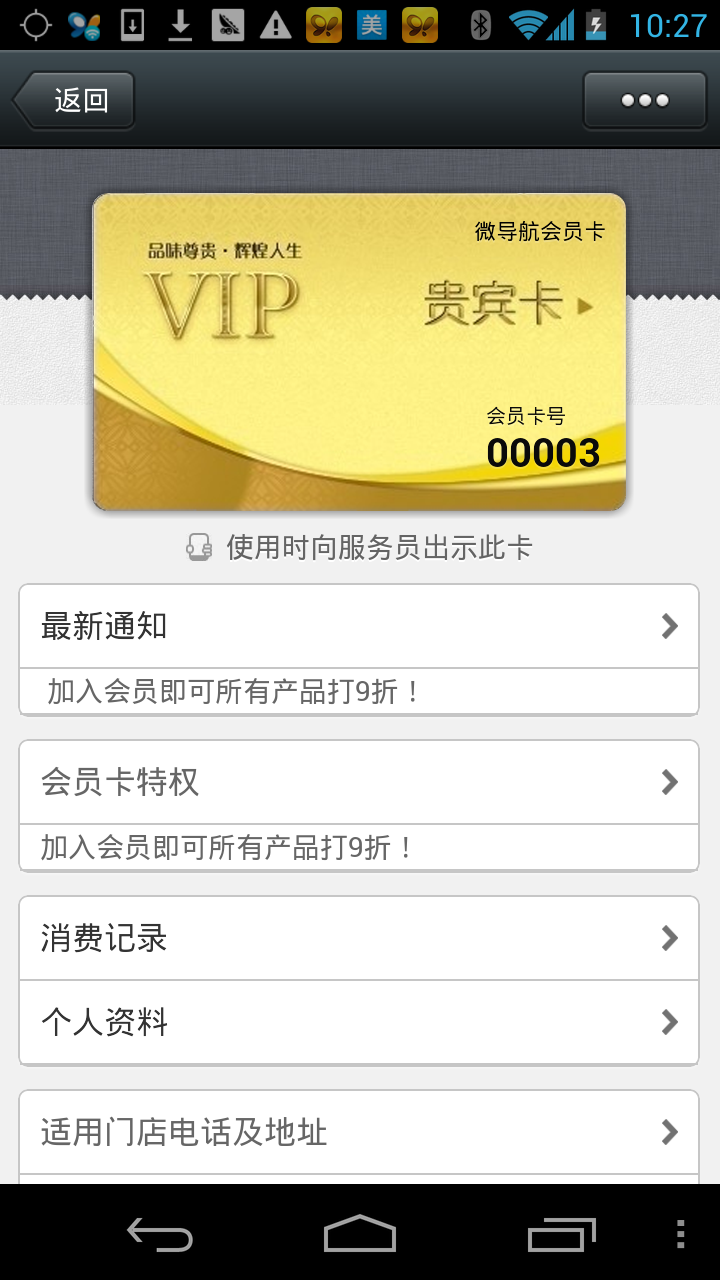 美
10:27
返回
微导航会员卡
品味尊贵·辉煌人生
VIP
贵宾卡
会员卡号
00003
使用时向服务员出示此卡
最新通知
加入会员即可所有产品打9折！
会员卡特权
加入会员即可所有产品打9折！
消费记录
个人资料
适用门店电话及地址